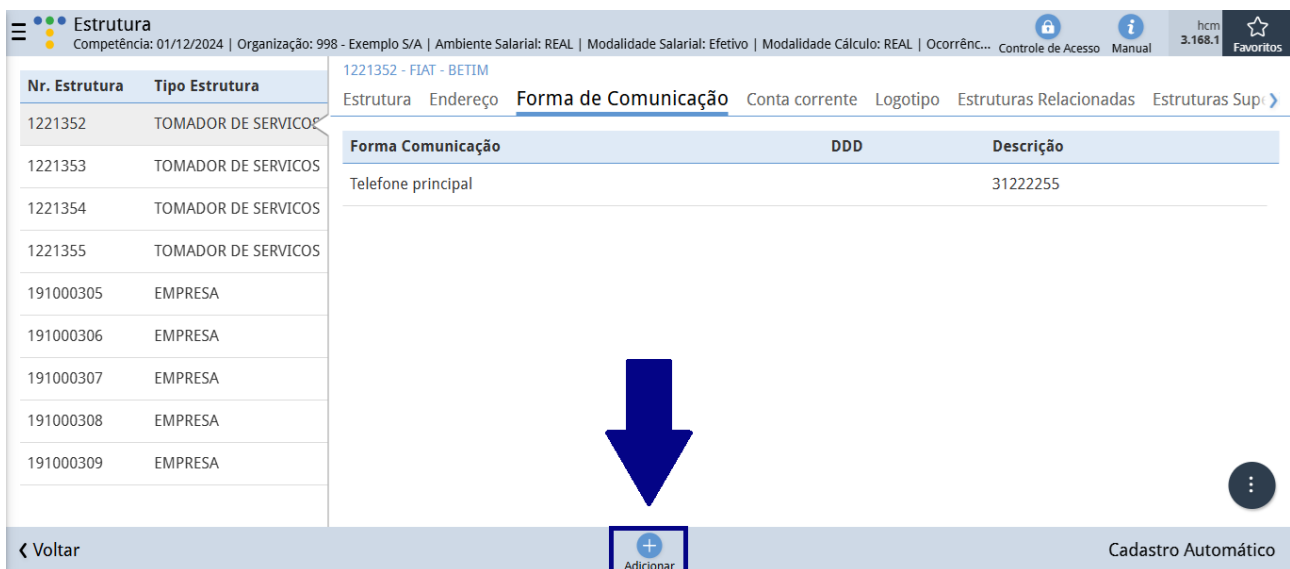 Estrutura
Competência: 01/12/2024 | Organização: 998 - Exemplo S/A | Ambiente Salarial: REAL | Modalidade Salarial: Efetivo | Modalidade Cálculo: REAL | Ocorrênc...
Controle de Acesso
Manual
hcm
3.168.1
Favoritos
Nr. Estrutura Tipo Estrutura
1221352 TOMADOR DE SERVICOS
1221353 TOMADOR DE SERVICOS
1221354 TOMADOR DE SERVICOS
1221355 TOMADOR DE SERVICOS
191000305 EMPRESA
191000306 EMPRESA
191000307 EMPRESA
191000308 EMPRESA
191000309 EMPRESA
1221352 - FIAT - BETIM
Estrutura Endereço Forma de Comunicação Conta corrente Logotipo Estruturas Relacionadas Estruturas Sup
Forma Comunicação DDD Descrição
Telefone principal 31222255
Voltar
Adicionar
Cadastro Automático